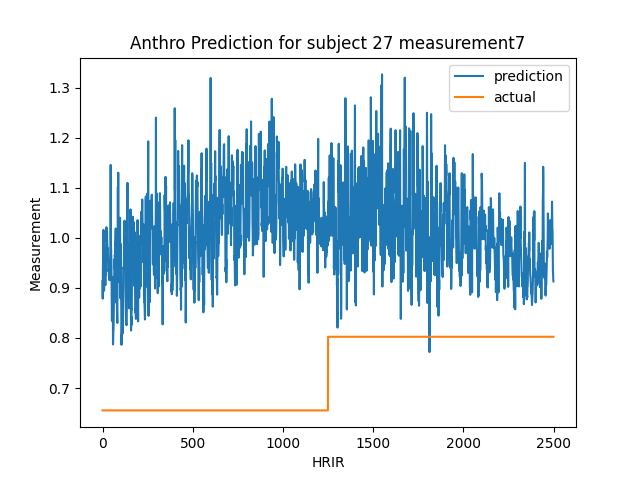 Anthro Prediction for subject 27 measurement7
prediction
actual
Measurement
1.3
1.2
1.1
1.0
0.9
0.8
0.7
0
500
1000
1500
2000
2500
HRIR